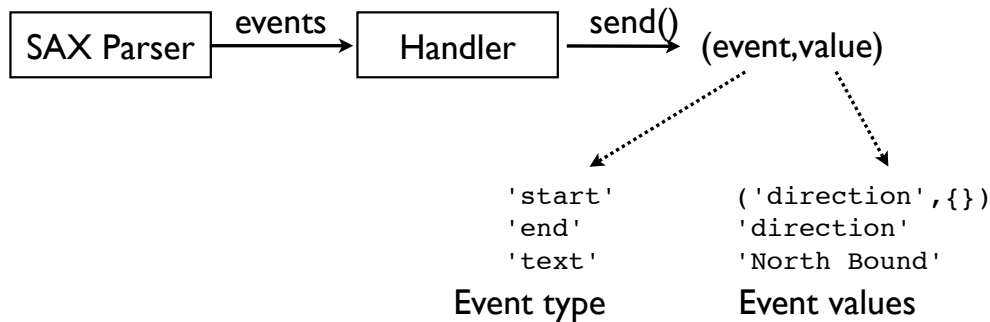 events
send()
SAX Parser
Handler
(event,value)
'start' ('direction',{})
'end' 'direction'
'text' 'North Bound'
Event type Event values